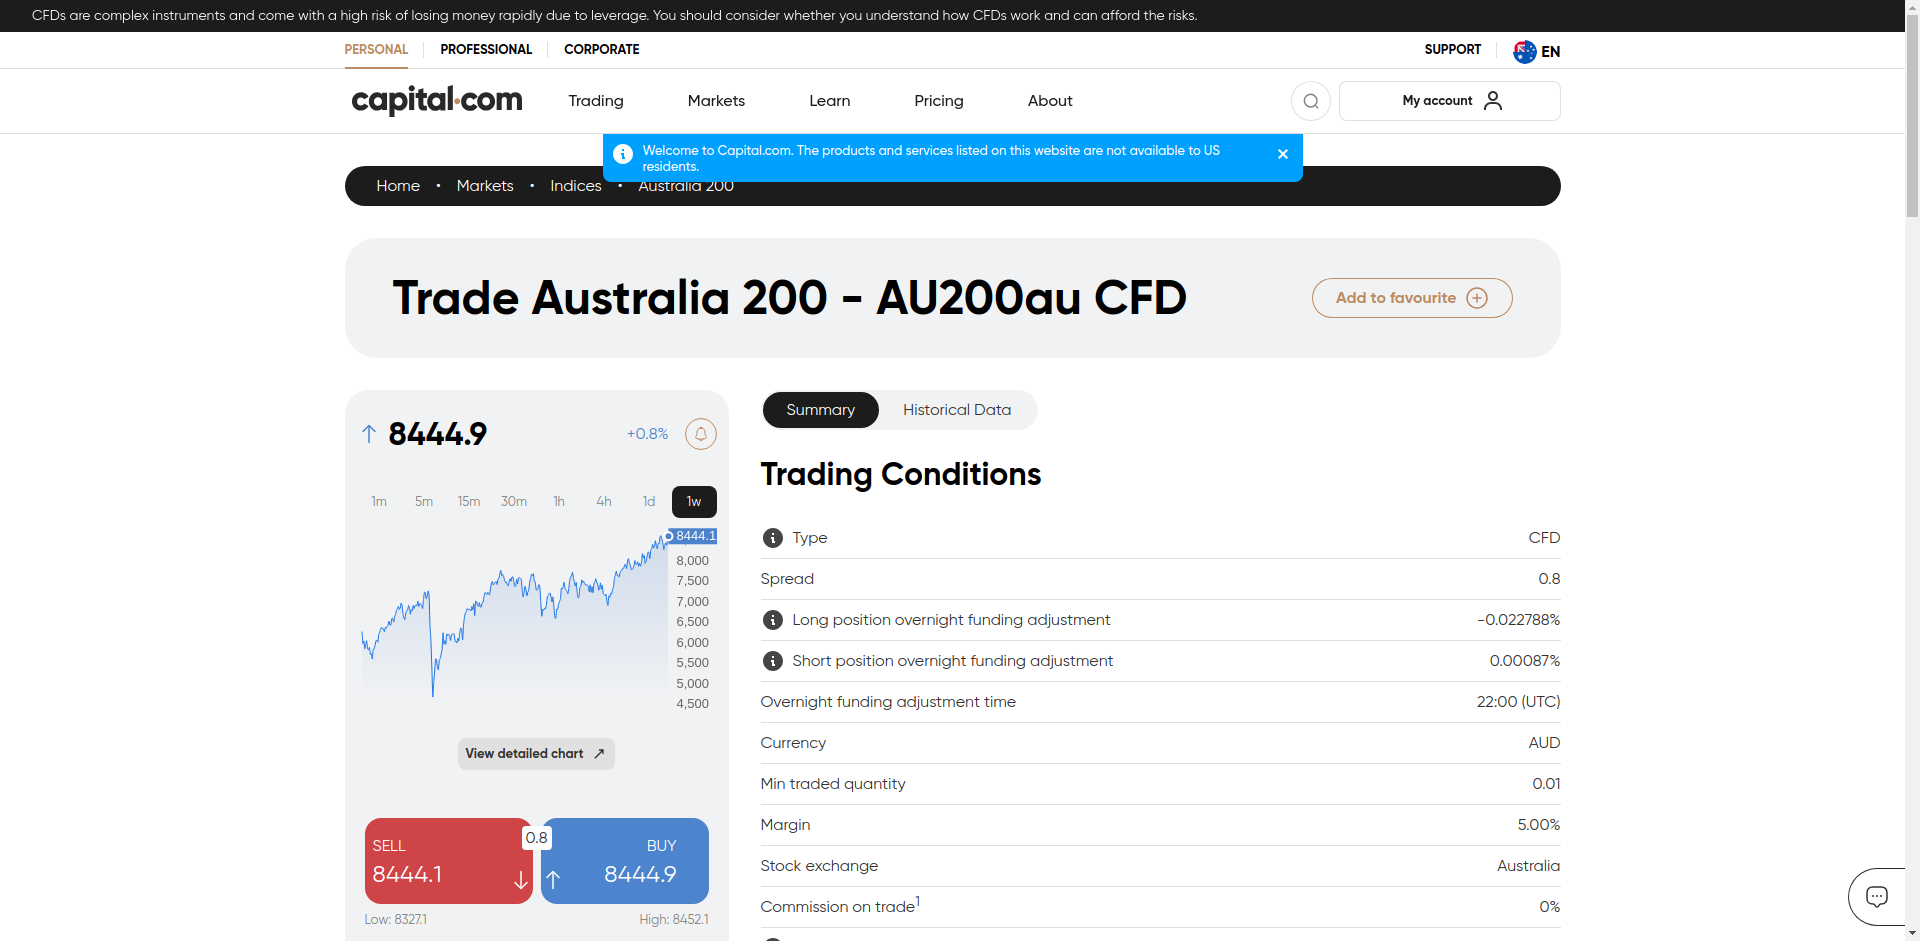 CFDs are complex instruments and come with a high risk of losing money rapidly due to leverage. You should consider whether you understand how CFDs work and can afford the risks.
PERSONAL PROFESSIONAL CORPORATE SUPPORT EN
capital.com Trading Markets Learn Pricing About My account
Welcome to Capital.com. The products and services listed on this website are not available to US
residents.
Home • Markets • Indices • Australia 200
Trade Australia 200 - AU200au CFD
Add to favourite
8444.9 +0.8%
1m 5m 15m 30m 1h 4h 1d 1w
8444.1
8,000
7,500
7,000
6,500
6,000
5,500
5,000
4,500
View detailed chart
SELL
8444.1
0.8
BUY
8444.9
Low: 8327.1 High: 8452.1
Summary Historical Data
Trading Conditions
Type CFD
Spread 0.8
Long position overnight funding adjustment -0.022788%
Short position overnight funding adjustment 0.00087%
Overnight funding adjustment time 22:00 (UTC)
Currency AUD
Min traded quantity 0.01
Margin 5.00%
Stock exchange Australia
Commission on trade1 0%